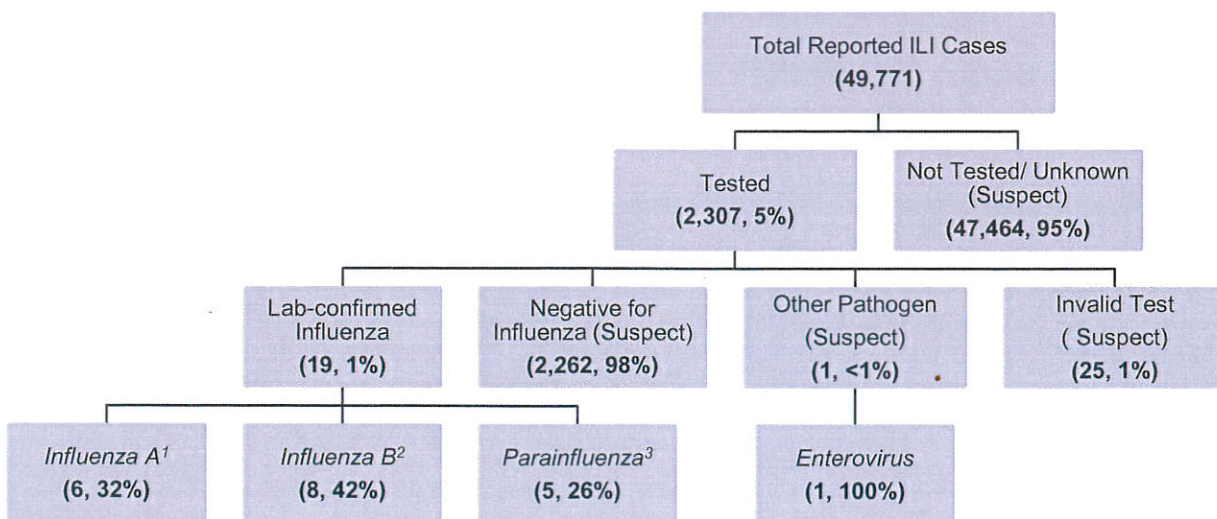 Total Reported ILI Cases
(49,771)
Tested
(2,307, 5%)
Not Tested/ Unknown
(Suspect)
(47,464, 95%)
Lab-confirmed
Influenza
(19, 1%)
Negative for
Influenza (Suspect)
(2,262, 98%)
Other Pathogen
(Suspect)
(1, <1%)
Invalid Test
( Suspect)
(25, 1%)
Influenza A¹
(6, 32%)
Influenza B²
(8, 42%)
Parainfluenza³
(5, 26%)
Enterovirus
(1, 100%)